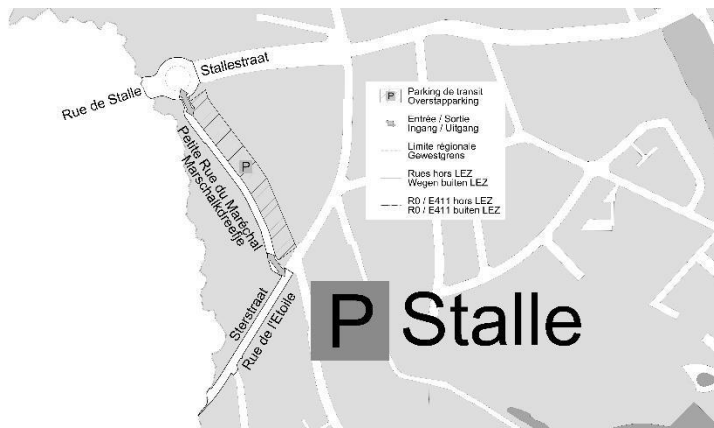 Stallestraat
Rue de Stalle
P
Parking de transit
Overstapparking
Entrée / Sortie
Ingang / Uitgang
Limite régionale
Gewestgrens
Rues hors LEZ
Wegen buiten LEZ
R0 / E411 hors LEZ
R0 / E411 buiten LEZ
P
Petite Rue du Maréchal
Marschalkdreefje
Sterstraat
Rue de l'Etoile
P Stalle